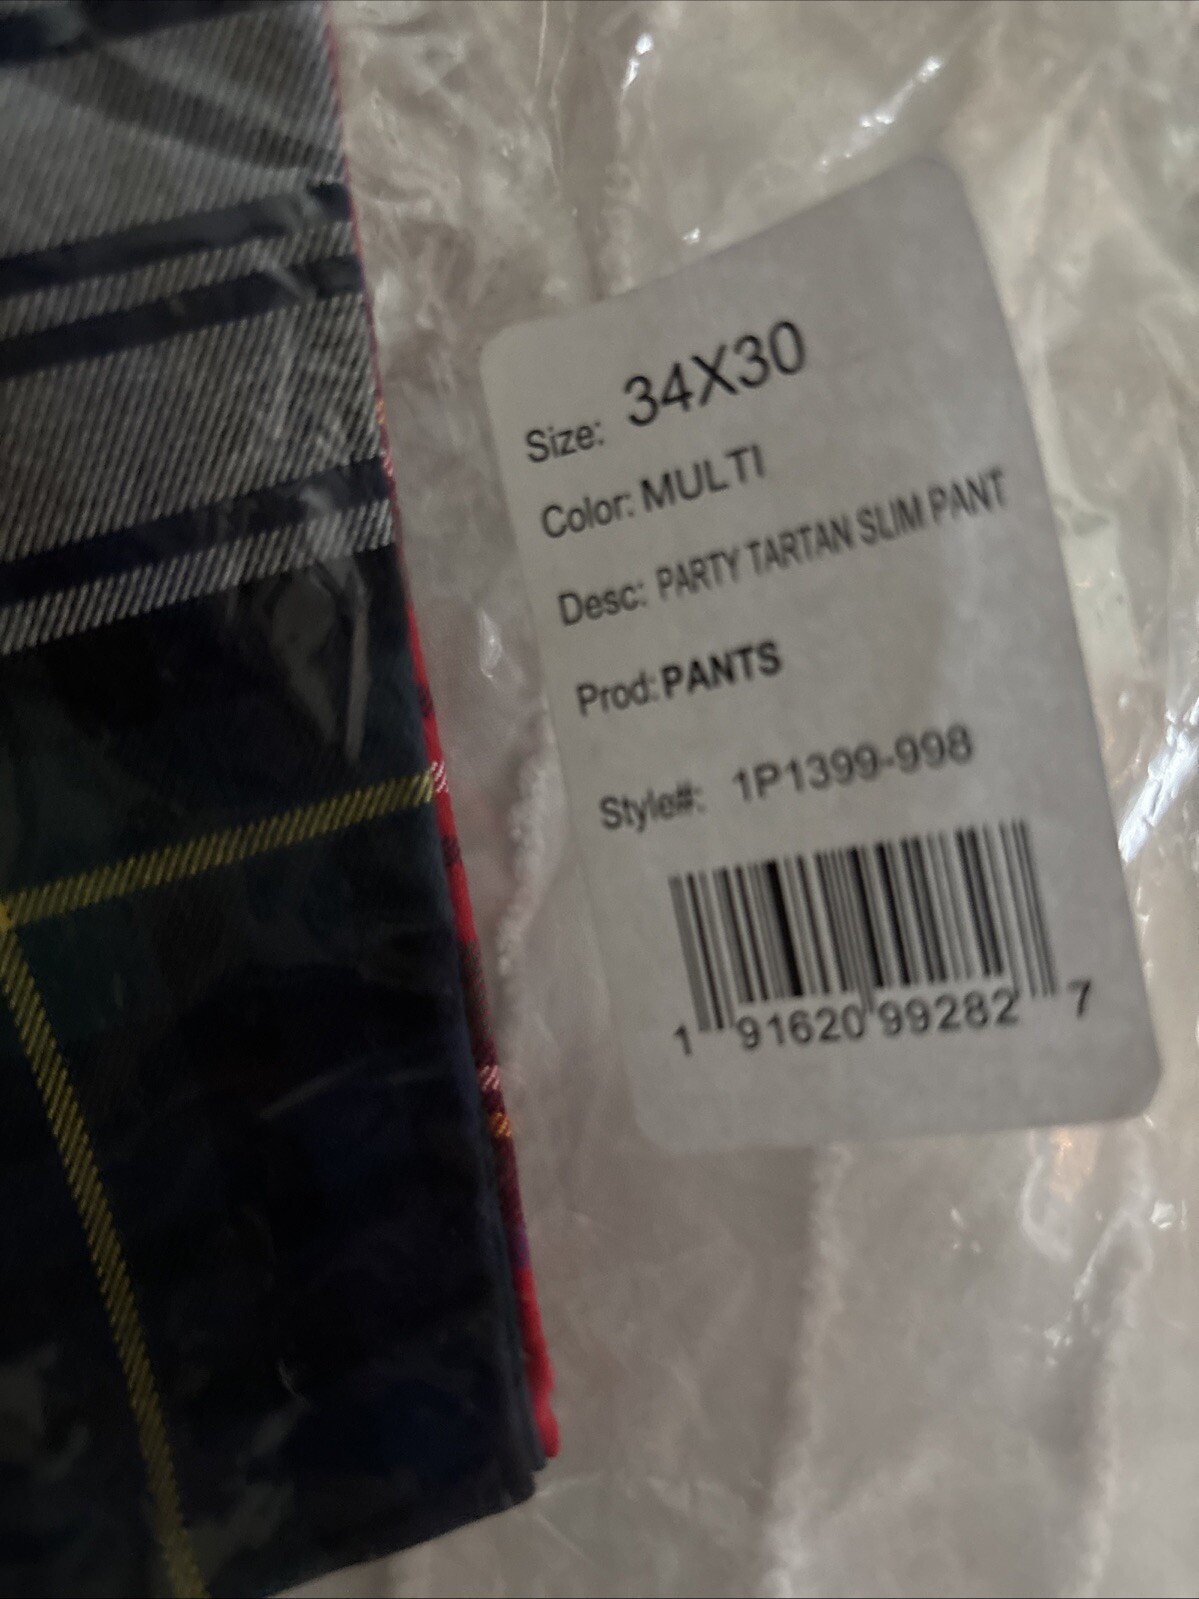 Size: 34X30
Color: MULTI
Desc: PARTY TARTAN SLIM PANT
Prod: PANTS
Style#: 1P1399-998
1 91620 99282 7